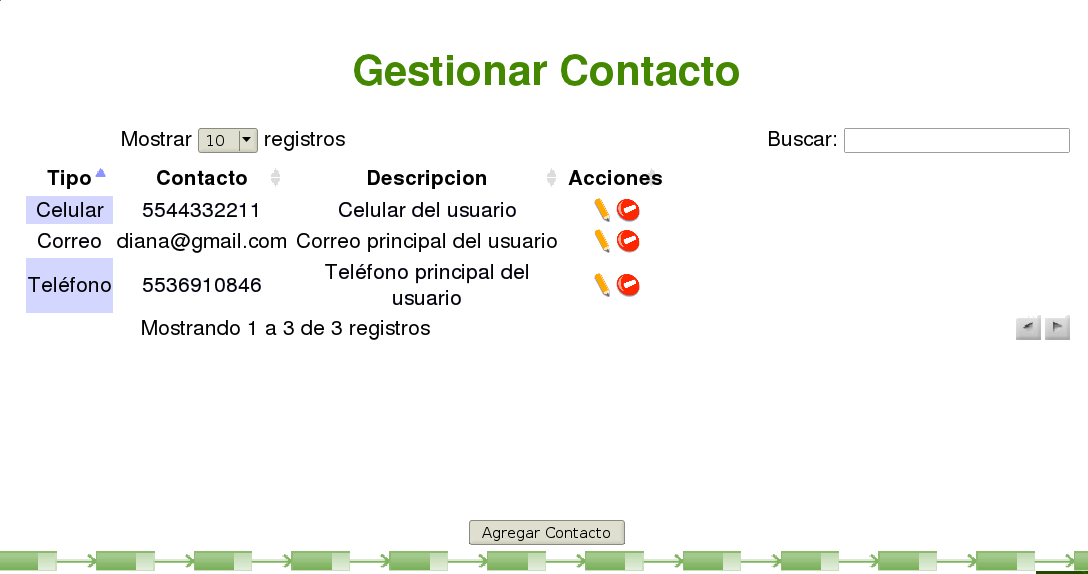 Gestionar Contacto
Mostrar 10 registros Buscar:
Tipo Contacto Descripcion Acciones
Celular 5544332211 Celular del usuario
Correo diana@gmail.com Correo principal del usuario
Teléfono 5536910846 Teléfono principal del usuario
Mostrando 1 a 3 de 3 registros
Agregar Contacto